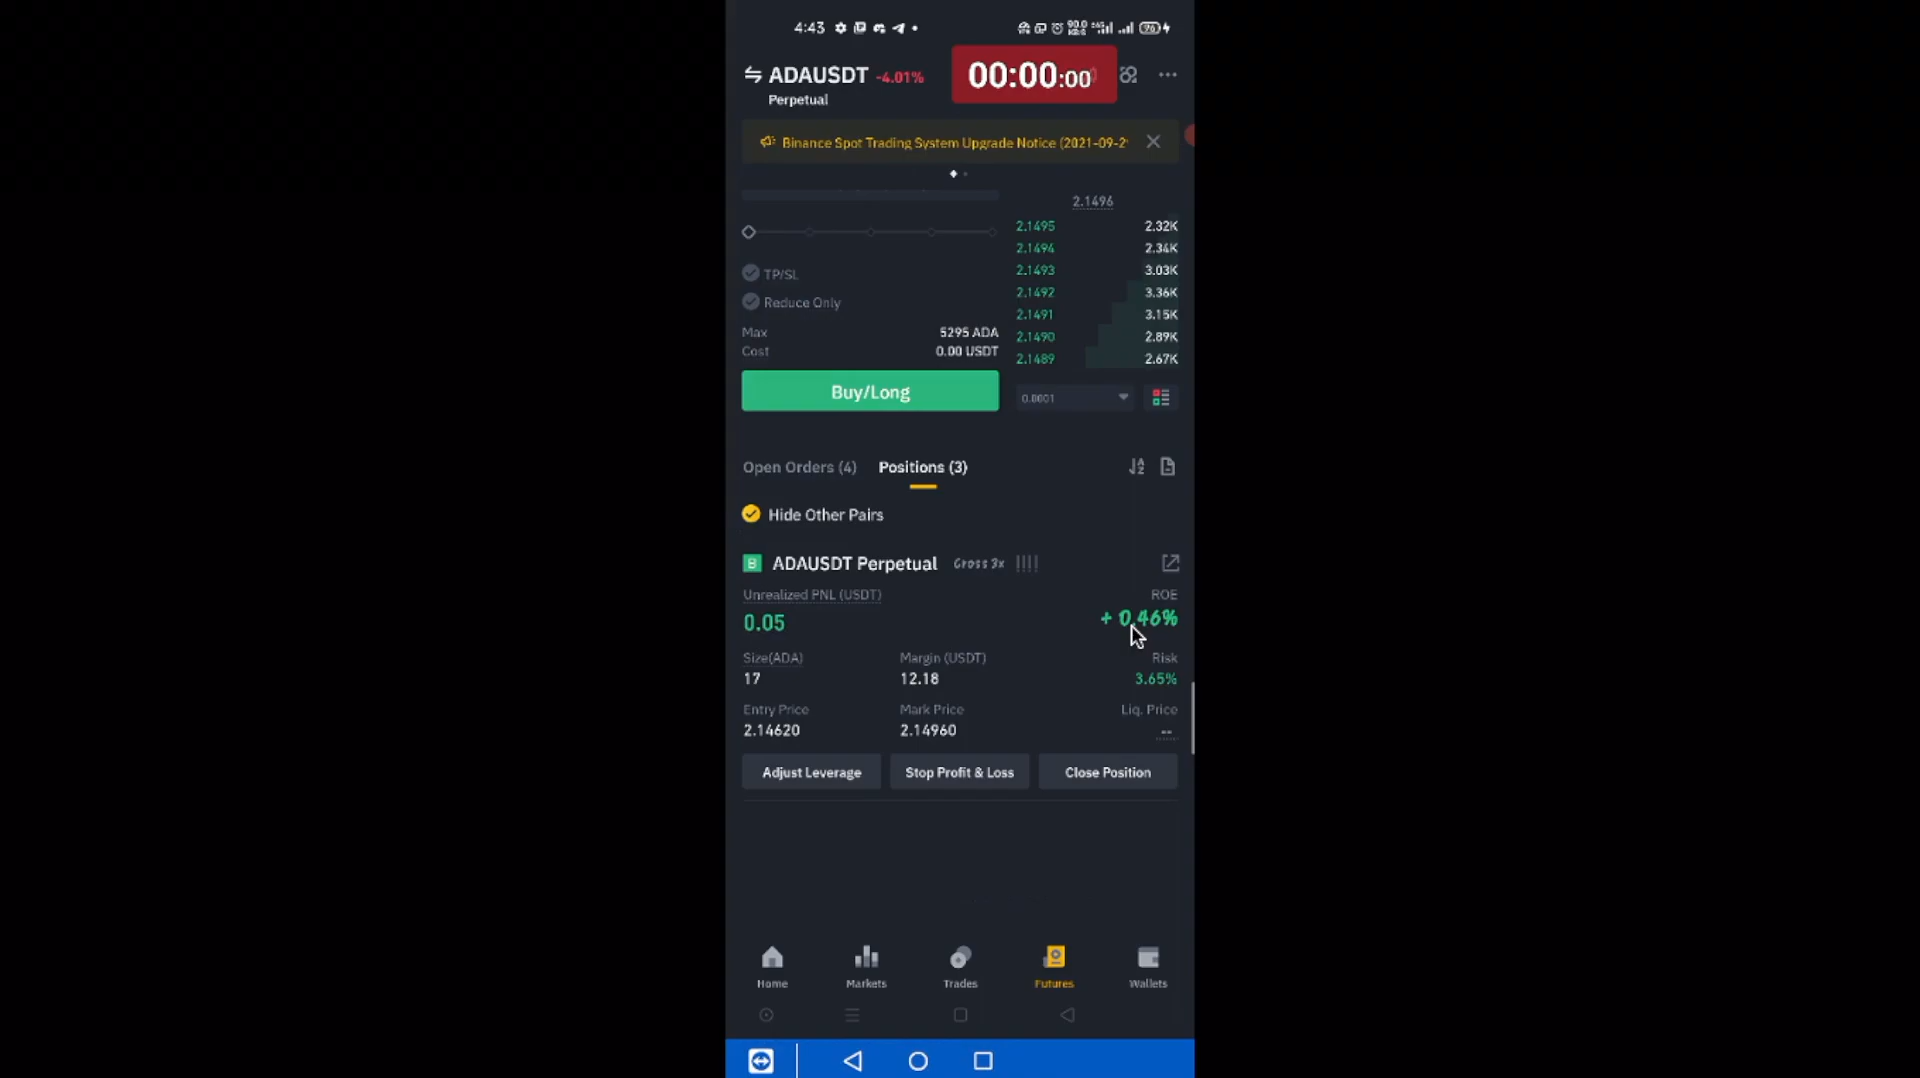 4:43
90.0
96
ADAUSDT -4.01%
00:00:00
Perpetual
Binance Spot Trading System Upgrade Notice (2021-09-2
2.1496
2.1495 2.32K
2.1494 2.34K
TP/SL
2.1493 3.03K
Reduce Only
2.1492 3.36K
2.1491 3.15K
Max 5295 ADA
2.1490 2.89K
Cost 0.00 USDT
2.1489 2.67K
Buy/Long
0.0001
Open Orders (4) Positions (3)
Hide Other Pairs
B ADAUSDT Perpetual Cross 3x
Unrealized PNL (USDT) ROE
0.05 + 0.46%
Size(ADA) Margin (USDT) Risk
17 12.18 3.65%
Entry Price Mark Price Liq. Price
2.14620 2.14960 --
Adjust Leverage Stop Profit & Loss Close Position
Home Markets Trades Futures Wallets